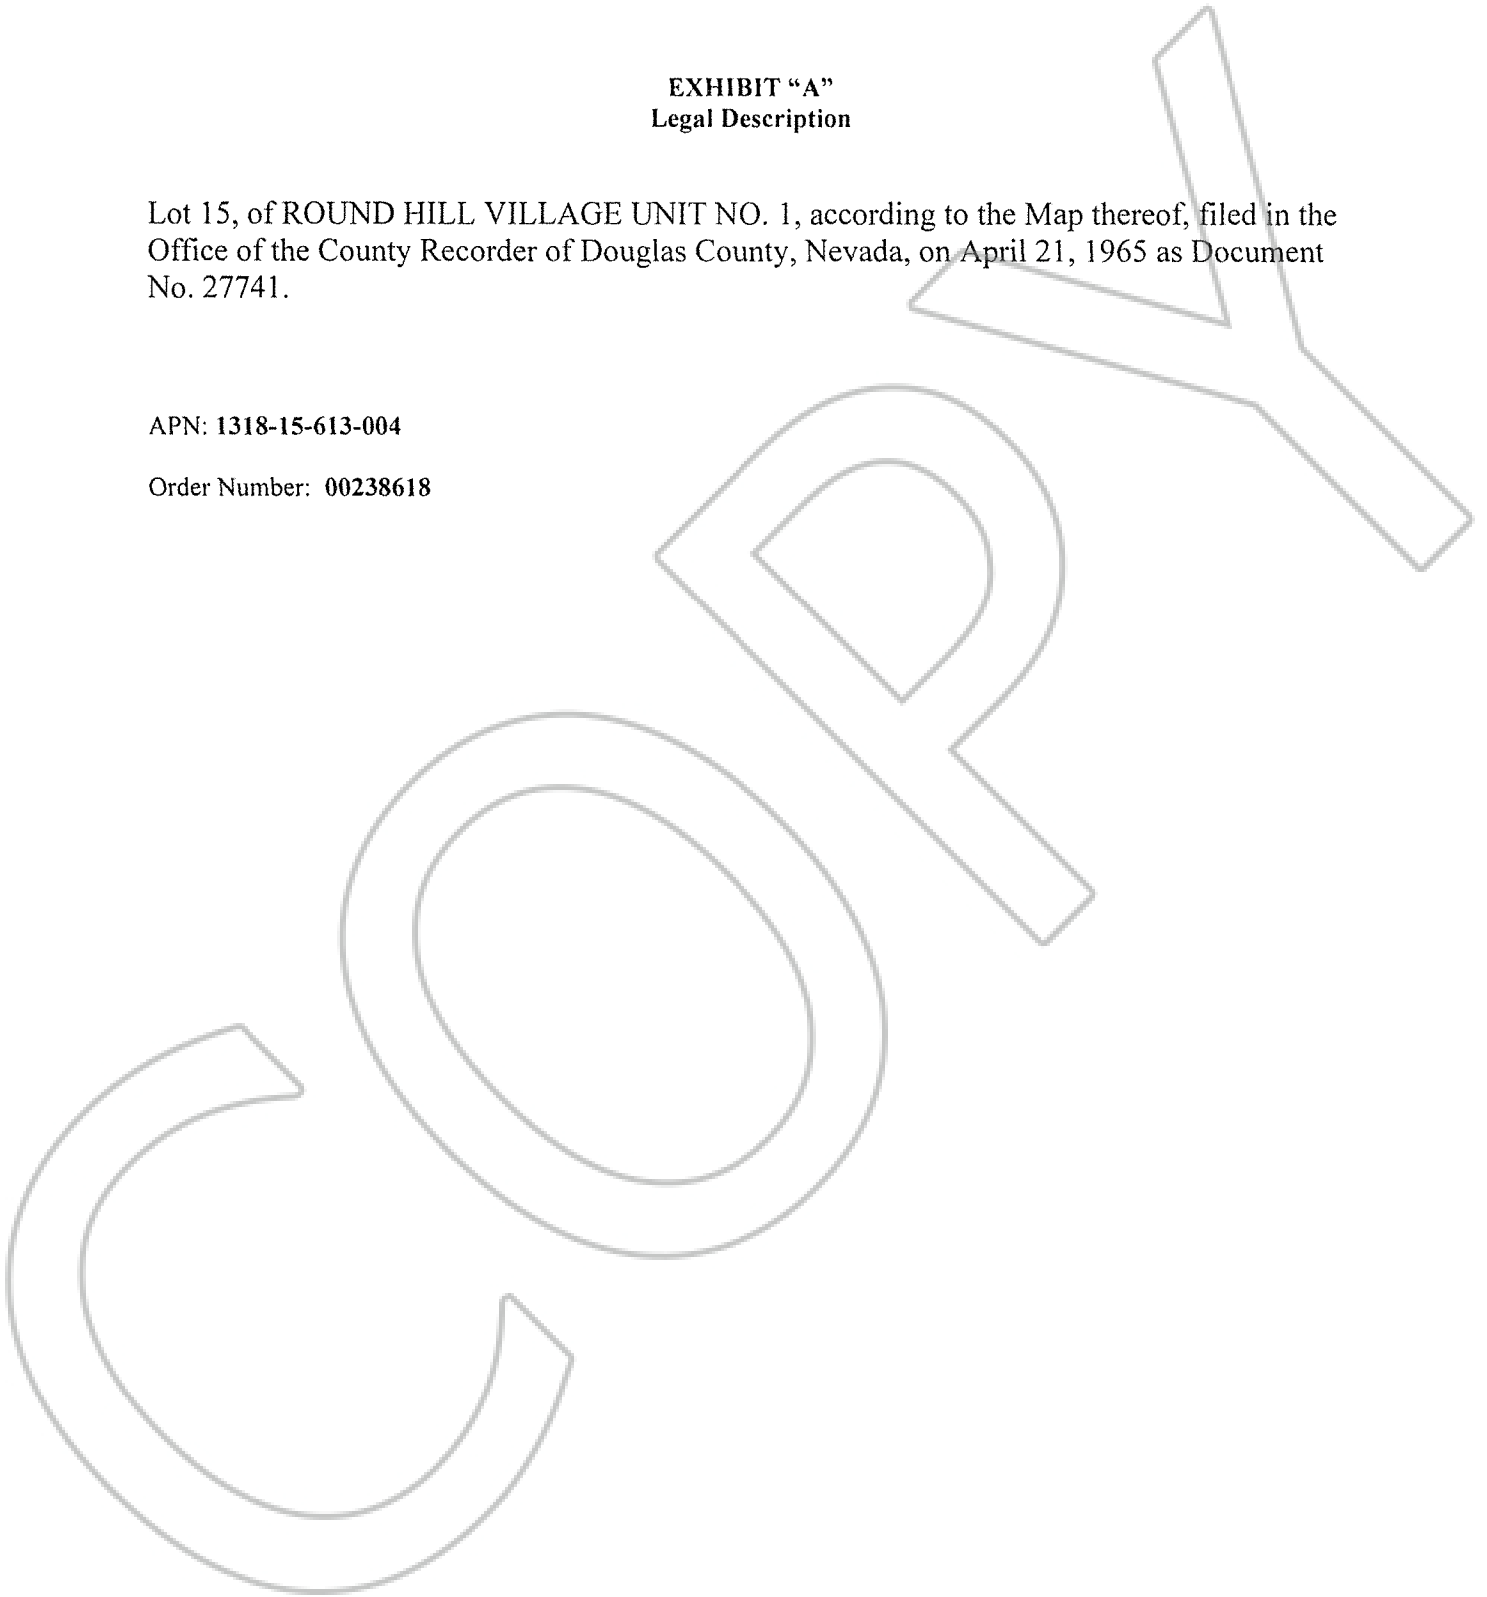 EXHIBIT “A”
Legal Description
Lot 15, of ROUND HILL VILLAGE UNIT NO. 1, according to the Map thereof, filed in the
Office of the County Recorder of Douglas County, Nevada, on April 21, 1965 as Document
No. 27741.
APN: 1318-15-613-004
Order Number: 00238618
COPY